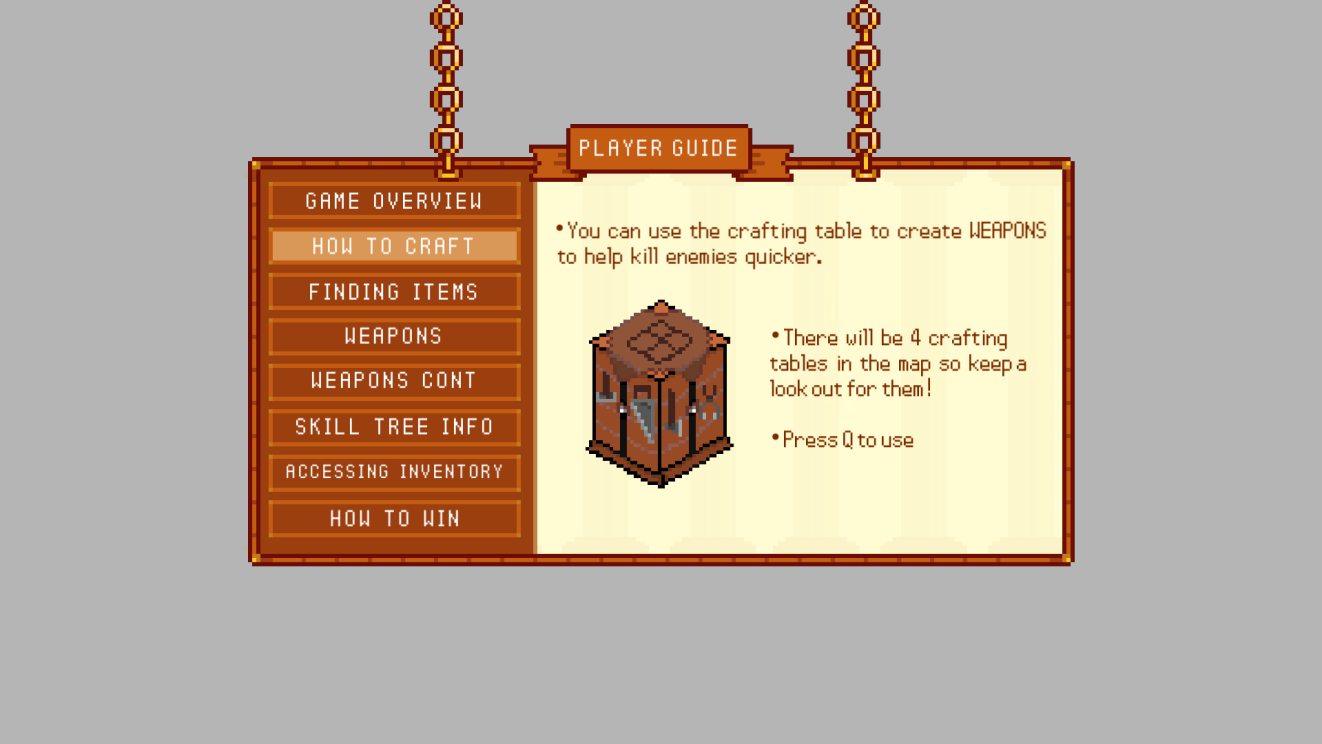 PLAYER GUIDE
GAME OVERVIEW
HOW TO CRAFT
FINDING ITEMS
WEAPONS
WEAPONS CONT
SKILL TREE INFO
ACCESSING INVENTORY
HOW TO WIN
•You can use the crafting table to create WEAPONS
to help kill enemies quicker.
•There will be 4 crafting
tables in the map so keep a
look out for them!
•Press Q to use